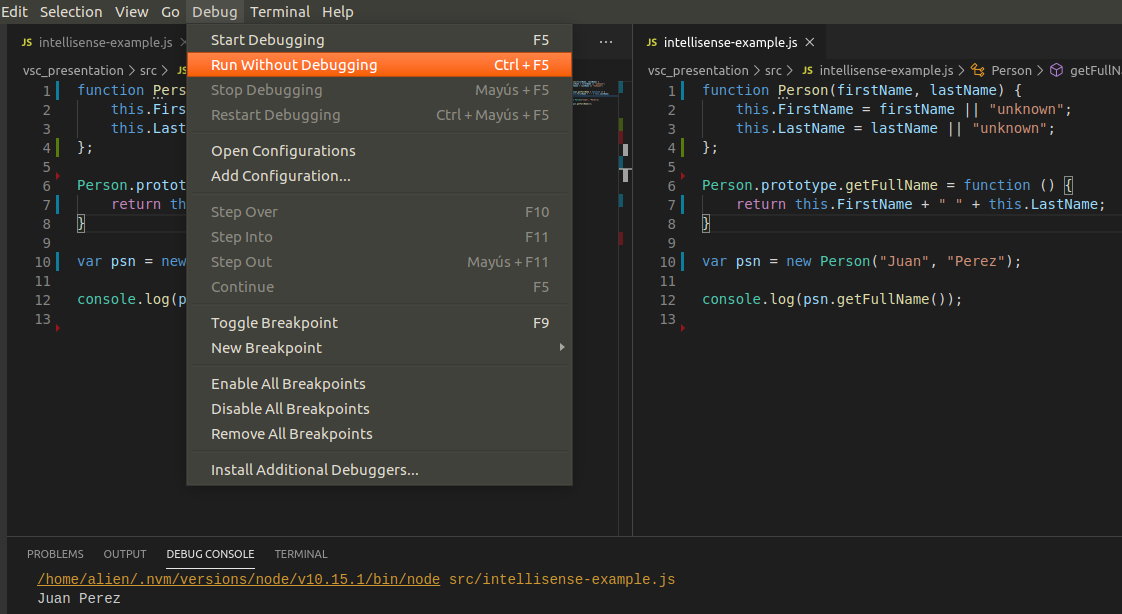 Edit Selection View Go Debug Terminal Help
JS intellisense-example.js ×
vsc_presentation > src > JS
1 function Pers
2 this.Firs
3 this.Last
4 };
5
6 Person.protot
7 return th
8 }
9
10 var psn = new
11
12 console.log(p
13
Start Debugging F5
Run Without Debugging Ctrl + F5
Stop Debugging Mayús + F5
Restart Debugging Ctrl + Mayús + F5
Open Configurations
Add Configuration...
Step Over F10
Step Into F11
Step Out Mayús + F11
Continue F5
Toggle Breakpoint F9
New Breakpoint
Enable All Breakpoints
Disable All Breakpoints
Remove All Breakpoints
Install Additional Debuggers...
JS intellisense-example.js ×
vsc_presentation > src > JS intellisense-example.js > Person > getFullN
1 function Person(firstName, lastName) {
2 this.FirstName = firstName || "unknown";
3 this.LastName = lastName || "unknown";
4 };
5
6 Person.prototype.getFullName = function () {
7 return this.FirstName + " " + this.LastName;
8 }
9
10 var psn = new Person("Juan", "Perez");
11
12 console.log(psn.getFullName());
13
PROBLEMS OUTPUT DEBUG CONSOLE TERMINAL
/home/alien/.nvm/versions/node/v10.15.1/bin/node src/intellisense-example.js
Juan Perez